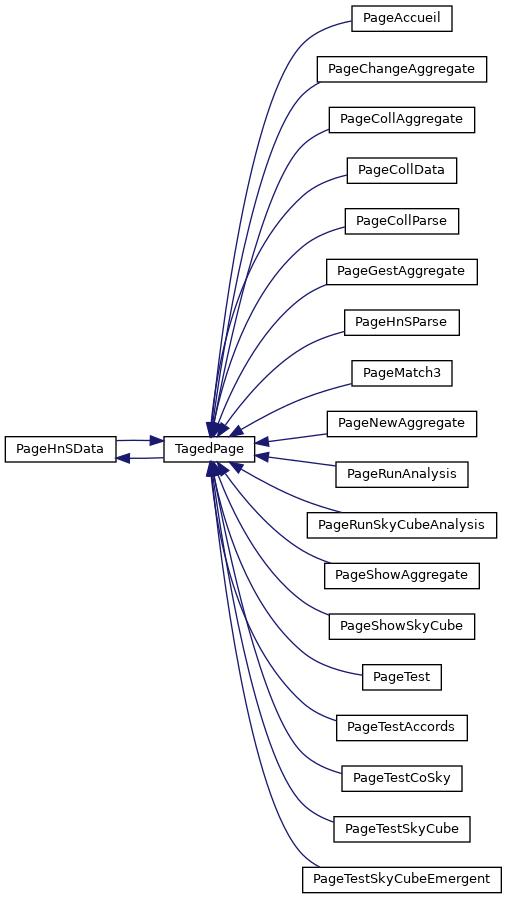 PageAccueil
PageChangeAggregate
PageCollAggregate
PageCollData
PageCollParse
PageGestAggregate
PageHnSParse
PageMatch3
PageNewAggregate
PageHnSData
TagedPage
PageRunAnalysis
PageRunSkyCubeAnalysis
PageShowAggregate
PageShowSkyCube
PageTest
PageTestAccords
PageTestCoSky
PageTestSkyCube
PageTestSkyCubeEmergent